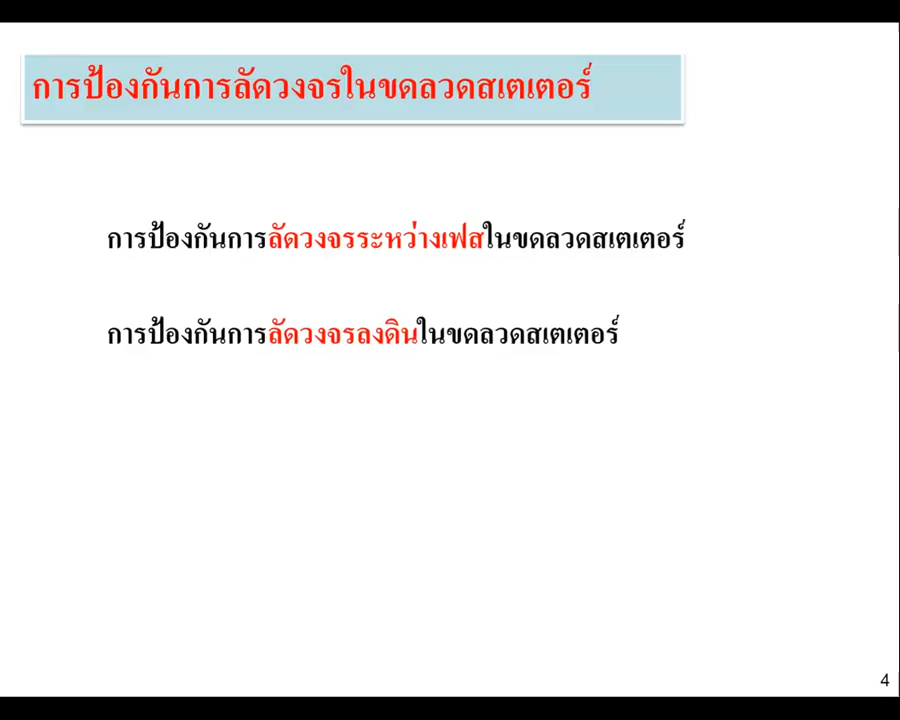 การป้องกันการลัดวงจรในขดลวดสเตเตอร์
การป้องกันการลัดวงจรระหว่างเฟสในขดลวดสเตเตอร์
การป้องกันการลัดวงจรลงดินในขดลวดสเตเตอร์
4